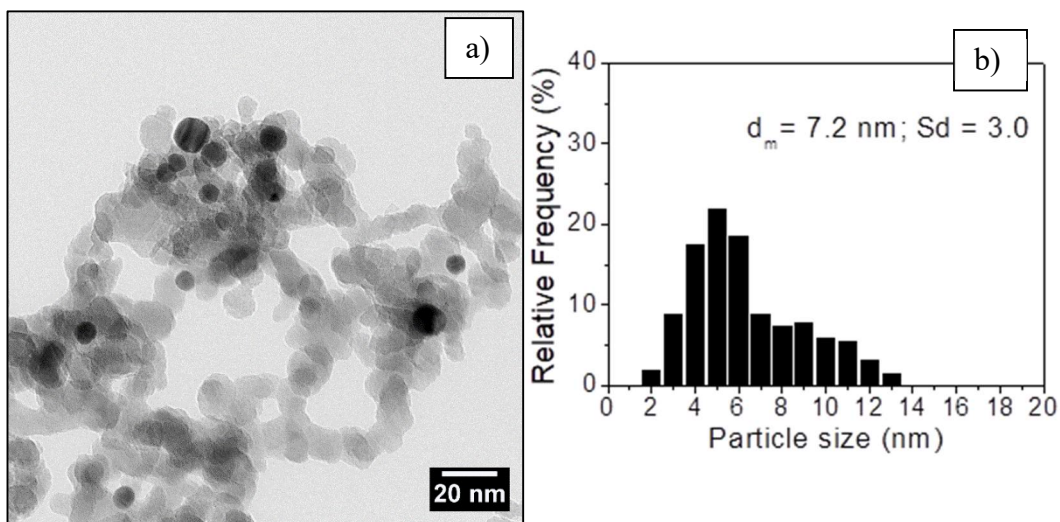 a)
20 nm
b)
d_m = 7.2 nm; Sd = 3.0
Relative Frequency (%)
40
30
20
10
0
0 2 4 6 8 10 12 14 16 18 20
Particle size (nm)